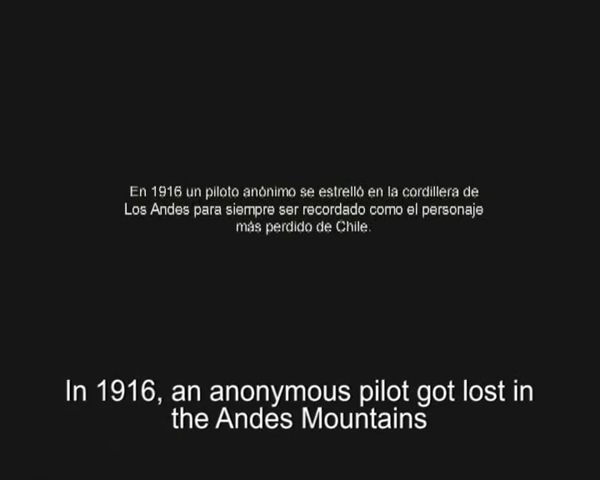 En 1916 un piloto anónimo se estrelló en la cordillera de
Los Andes para siempre ser recordado como el personaje
más perdido de Chile.
In 1916, an anonymous pilot got lost in
the Andes Mountains